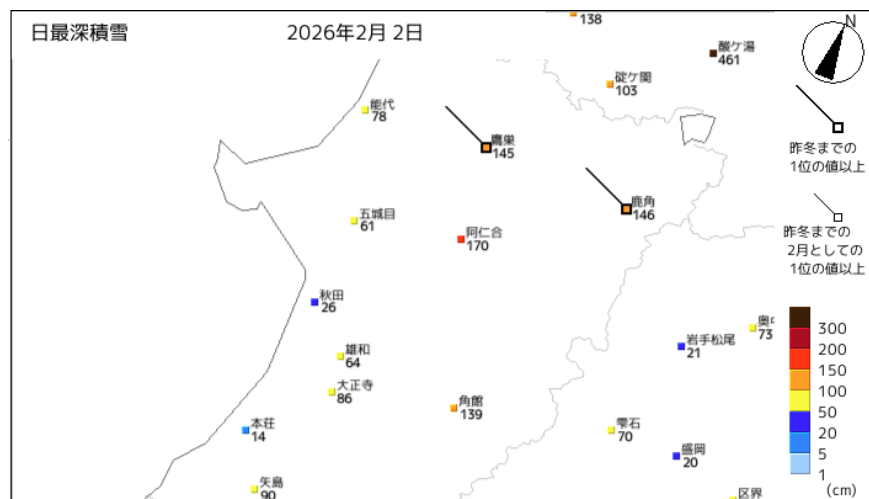 日最深積雪
2026年2月 2日
N
138
酸ケ湯
461
碇ケ関
103
能代
78
鷹巣
145
昨冬までの
1位の値以上
鹿角
146
五城目
61
阿仁合
170
昨冬までの
2月としての
1位の値以上
秋田
26
岩手松尾
21
73
雄和
64
大正寺
86
角館
139
本荘
14
雫石
70
盛岡
20
矢島
90
区界
300
200
150
100
50
20
5
1
(cm)